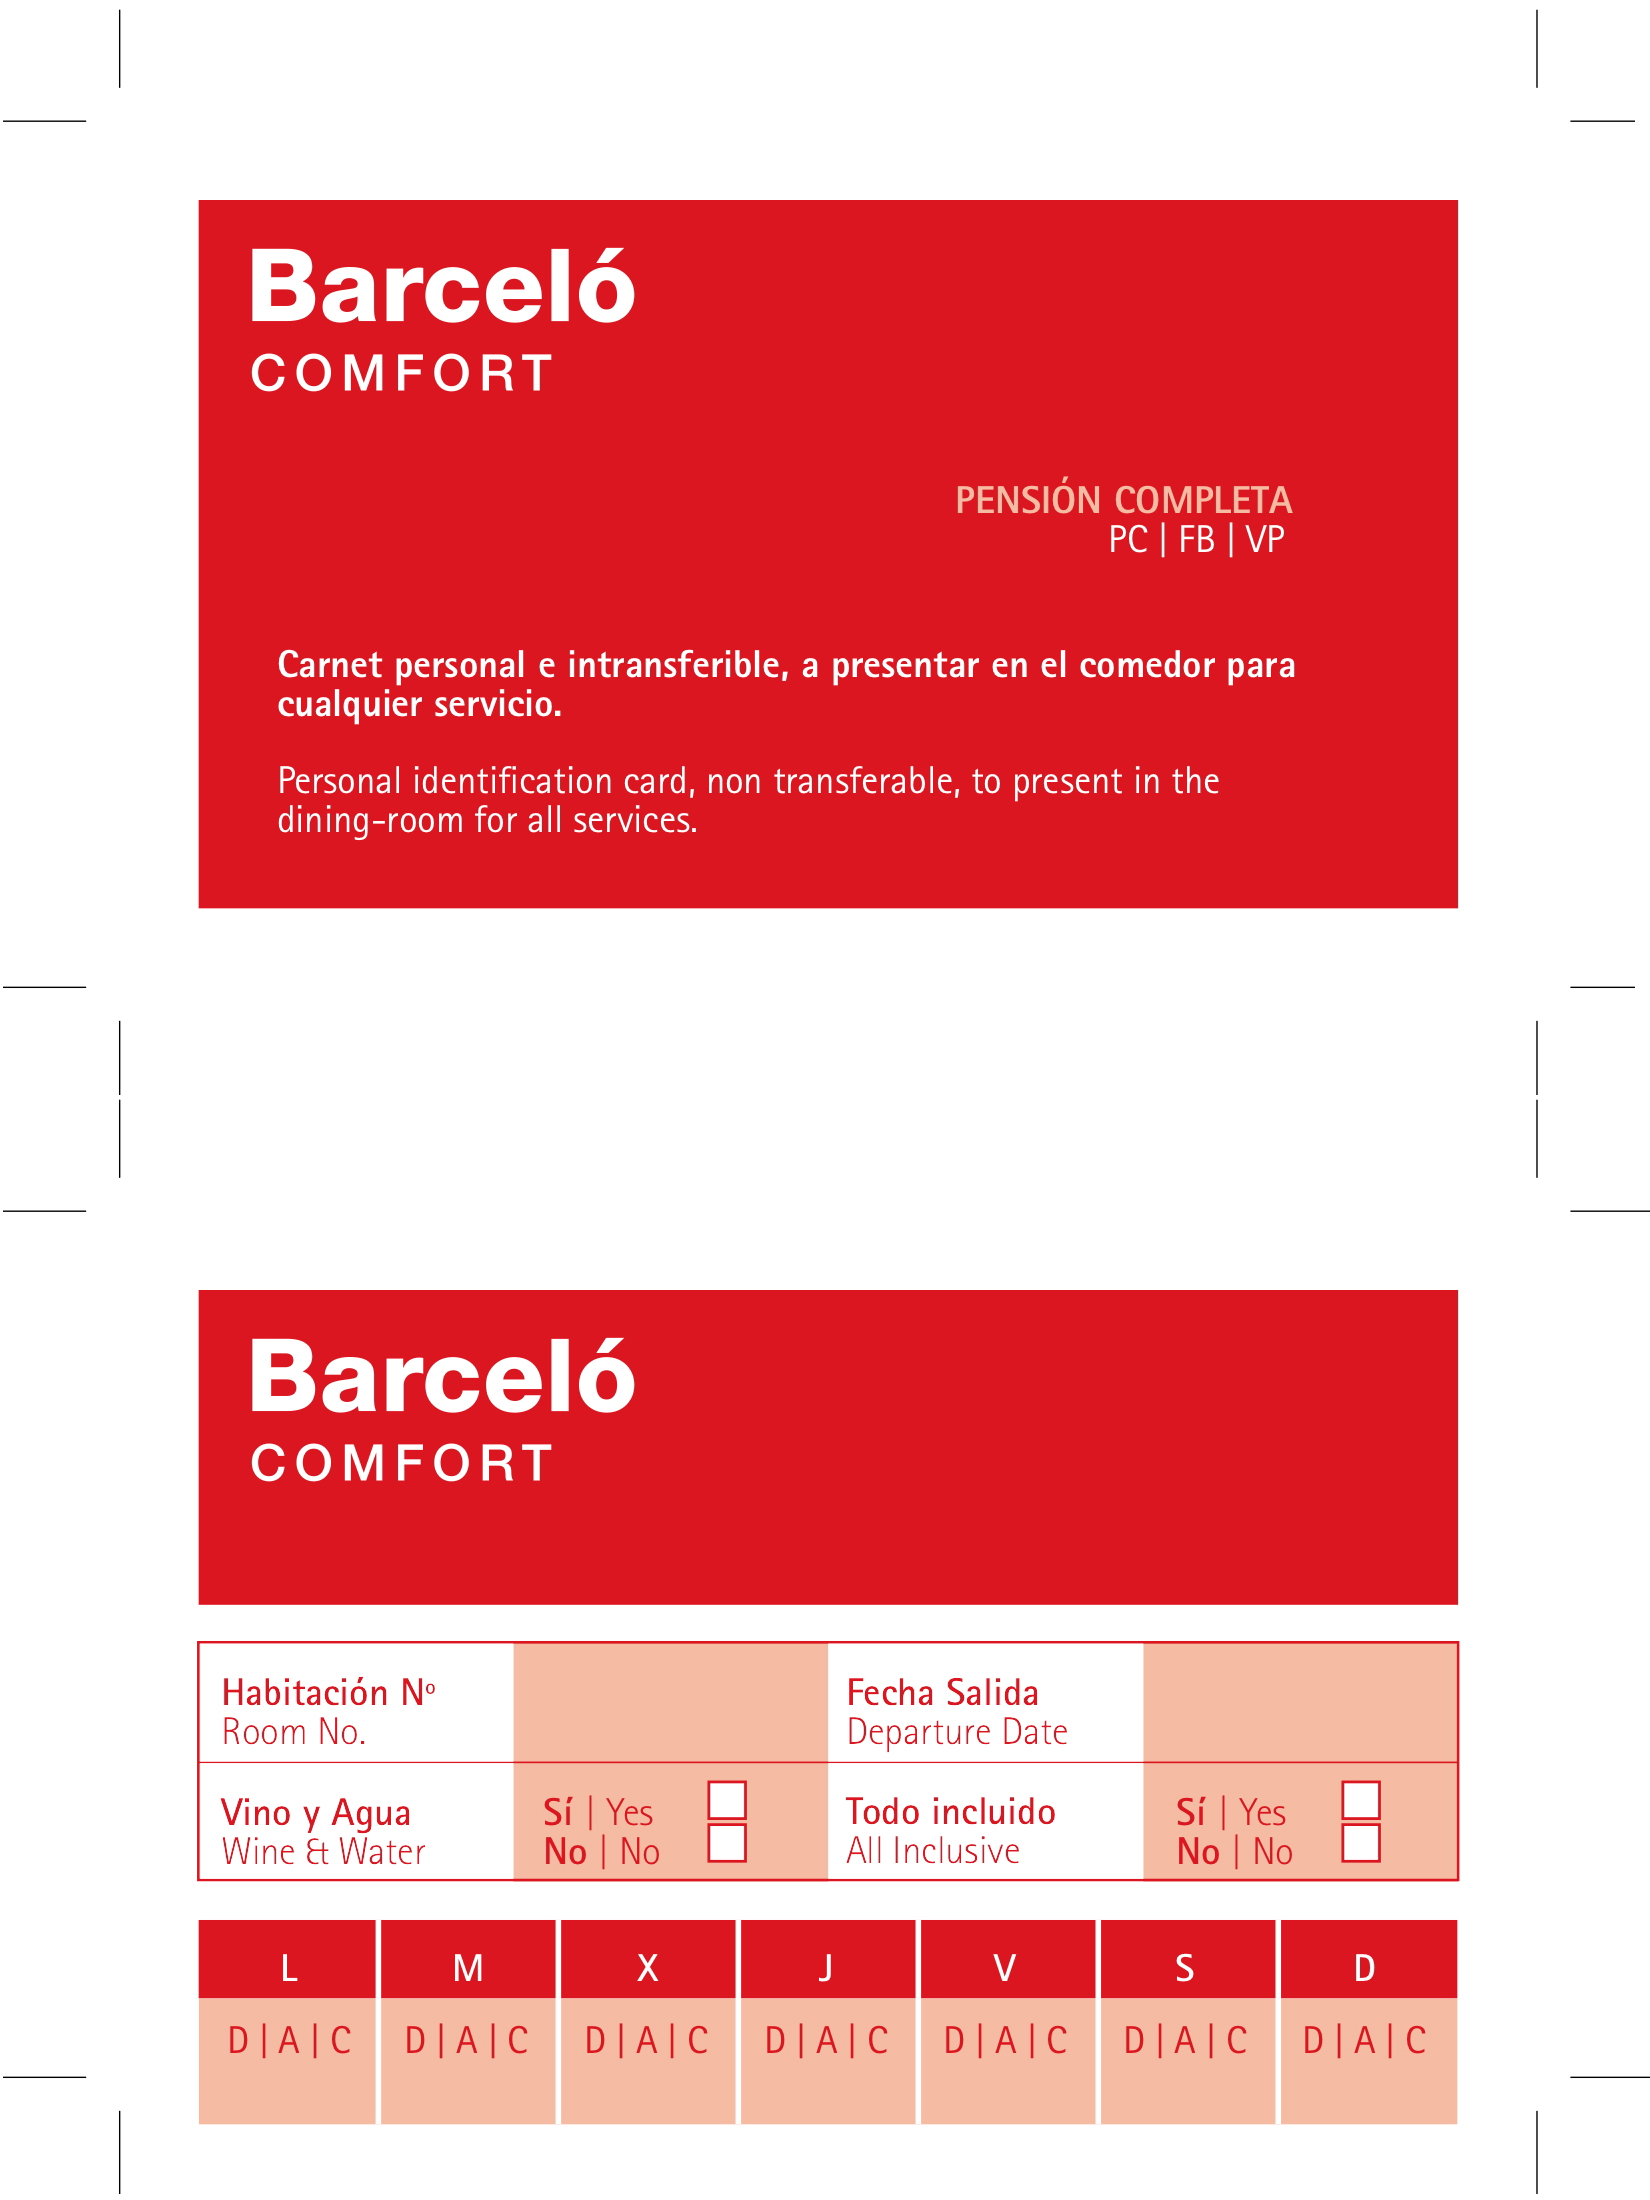 Barceló
COMFORT
PENSIÓN COMPLETA
PC | FB | VP
Carnet personal e intransferible, a presentar en el comedor para
cualquier servicio.
Personal identification card, non transferable, to present in the
dining-room for all services.
Barceló
COMFORT
Habitación Nº
Room No.
Fecha Salida
Departure Date
Vino y Agua
Wine & Water
Sí | Yes
No | No
Todo incluido
All Inclusive
Sí | Yes
No | No
L M X J V S D
D | A | C D | A | C D | A | C D | A | C D | A | C D | A | C D | A | C